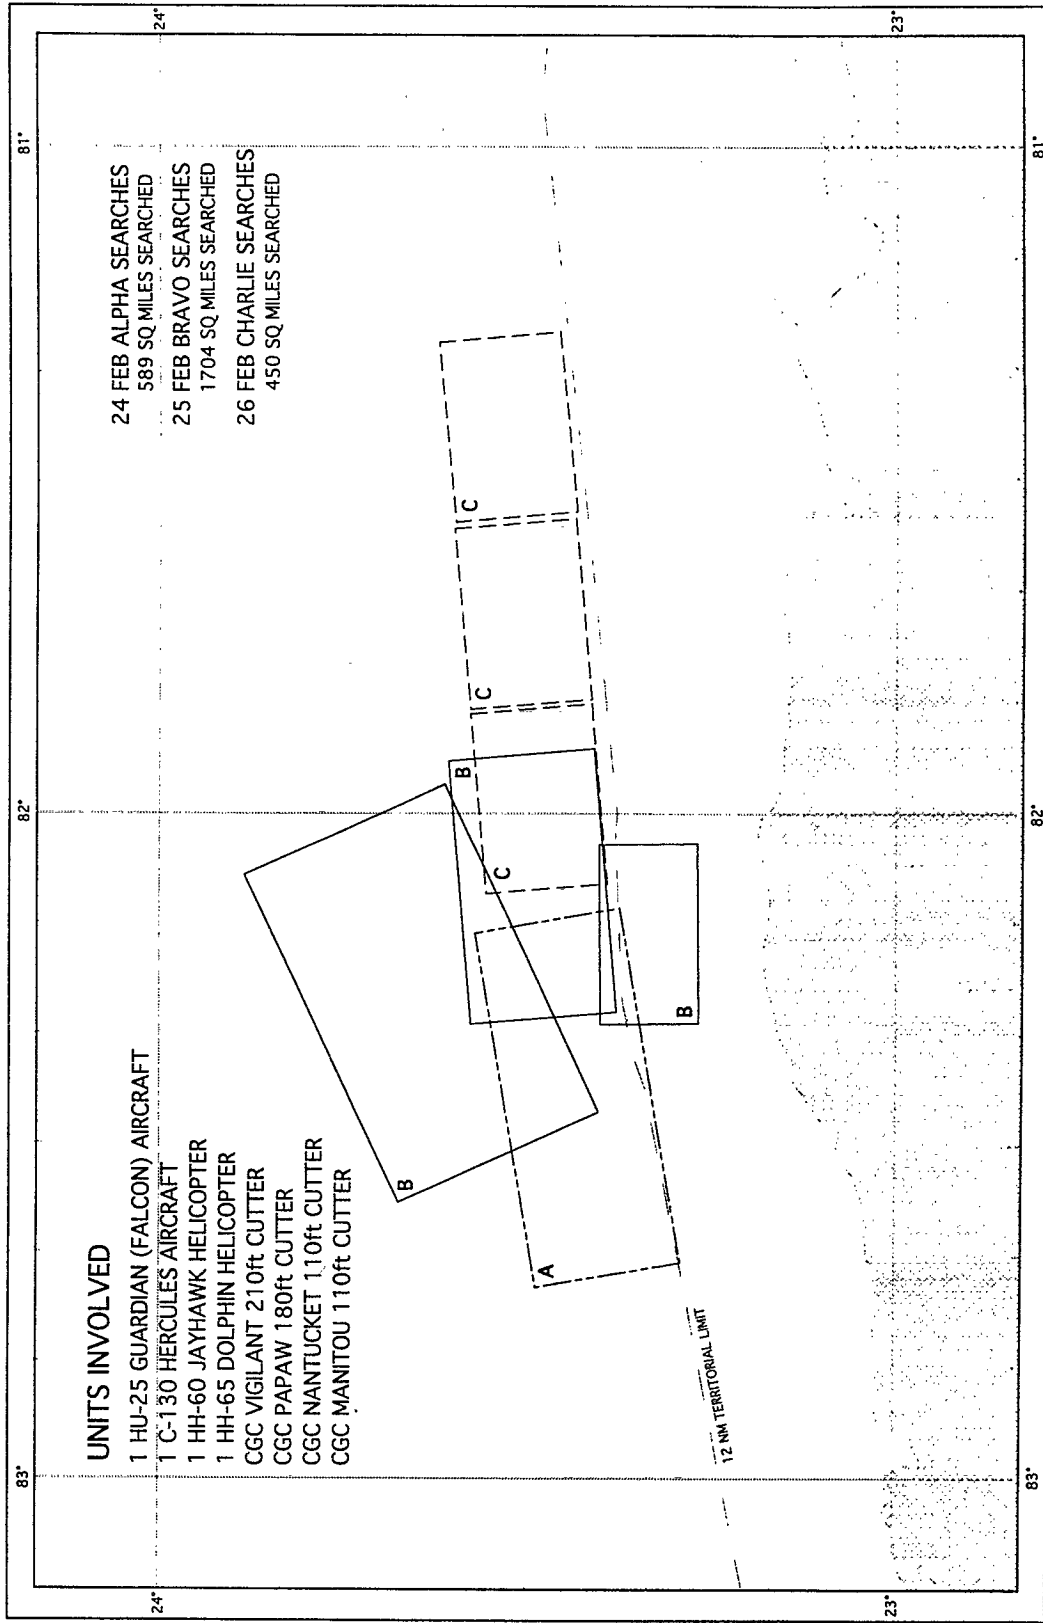 83°
82°
81°
24°
24°
UNITS INVOLVED
1 HU-25 GUARDIAN (FALCON) AIRCRAFT
1 C-130 HERCULES AIRCRAFT
1 HH-60 JAYHAWK HELICOPTER
1 HH-65 DOLPHIN HELICOPTER
CGC VIGILANT 210ft CUTTER
CGC PAPAW 180ft CUTTER
CGC NANTUCKET 110ft CUTTER
CGC MANITOU 110ft CUTTER
24 FEB ALPHA SEARCHES
589 SQ MILES SEARCHED
25 FEB BRAVO SEARCHES
1704 SQ MILES SEARCHED
26 FEB CHARLIE SEARCHES
450 SQ MILES SEARCHED
B
B
C
C
C
A
B
12 NM TERRITORIAL LIMIT
23°
23°
83°
82°
81°